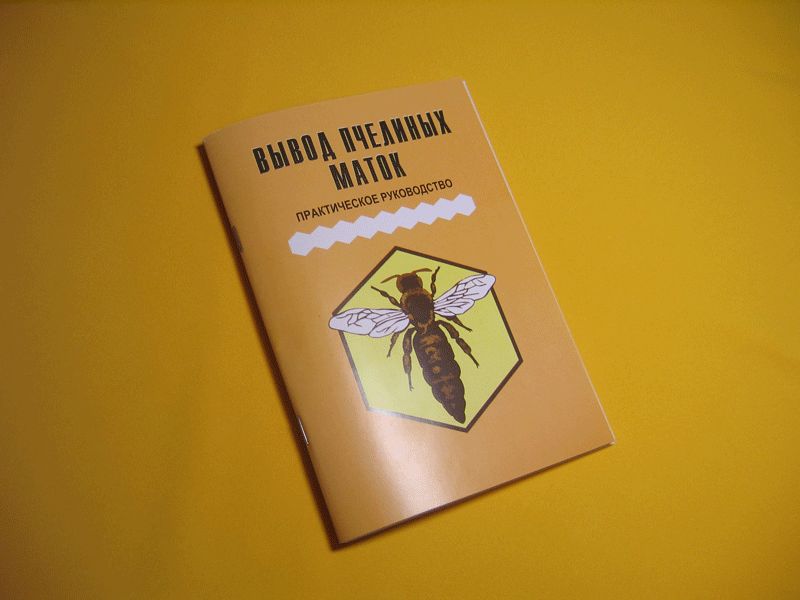 ВЫВОД ПЧЕЛИНЫХ
МАТОК
ПРАКТИЧЕСКОЕ РУКОВОДСТВО